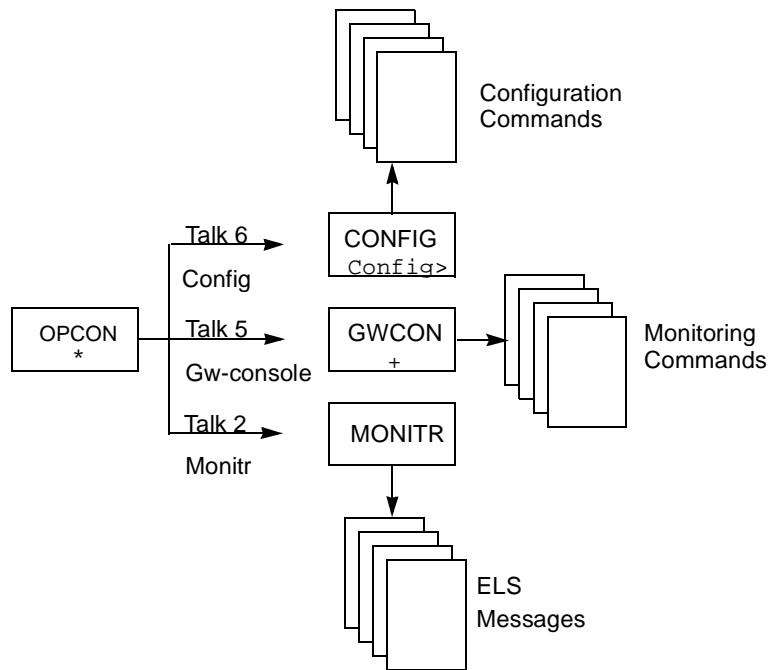 Configuration
Commands
Talk 6
Config
CONFIG
Config>
OPCON
*
Talk 5
Gw-console
GWCON
+
Monitoring
Commands
Talk 2
Monitr
MONITR
ELS
Messages